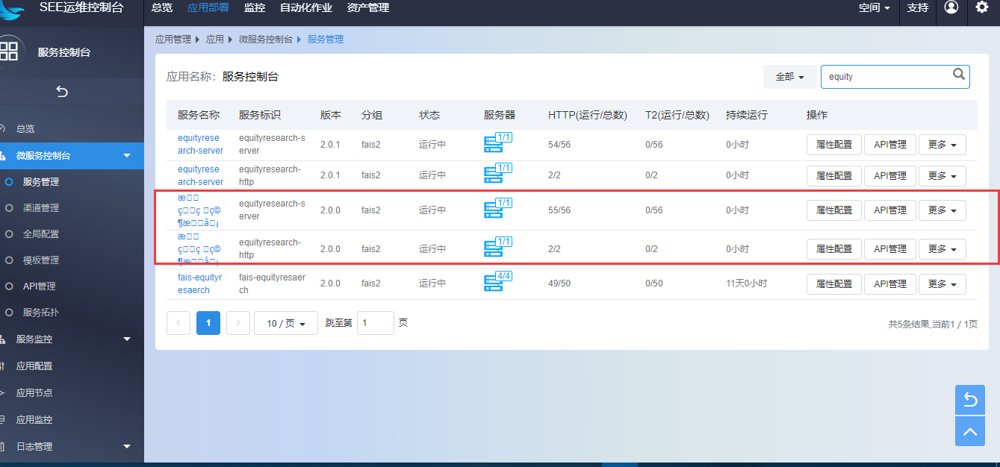 SEE运维控制台
总览 应用部署 监控 自动化作业 资产管理
空间 支持
服务控制台
总览
微服务控制台
服务管理
渠道管理
全局配置
模板管理
API管理
服务拓扑
服务监控
应用配置
应用节点
应用监控
日志管理
应用管理 应用 微服务控制台 服务管理
应用名称：服务控制台
全部 equity
服务名称 服务标识 版本 分组 状态 服务器 HTTP(运行/总数) T2(运行/总数) 持续运行 操作
equityrese
arch-server
equityresearch-s
erver
2.0.1 fais2 运行中 1/1 54/56 0/56 0小时 属性配置 API管理 更多
equityrese
arch-server
equityresearch-
http
2.0.1 fais2 运行中 1/1 2/2 0/2 0小时 属性配置 API管理 更多
equityresearch-s
erver
2.0.0 fais2 运行中 1/1 55/56 0/56 0小时 属性配置 API管理 更多
equityresearch-
http
2.0.0 fais2 运行中 1/1 2/2 0/2 0小时 属性配置 API管理 更多
fais-equityr
esaerch
fais-equityresaer
ch
2.0.0 fais2 运行中 4/4 49/50 0/50 11天0小时 属性配置 API管理 更多
1 10 / 页 跳至第 1 页
共5条结果,当前1 / 1页